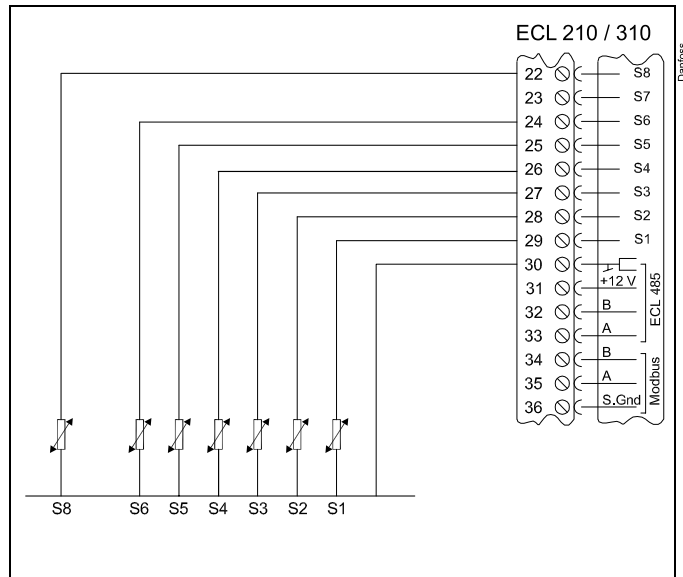 ECL 210 / 310
Danfoss
22 S8
23 S7
24 S6
25 S5
26 S4
27 S3
28 S2
29 S1
30
31 +12 V
32 B
33 A
ECL 485
34 B
35 A
36 S.Gnd
Modbus
S8 S6 S5 S4 S3 S2 S1